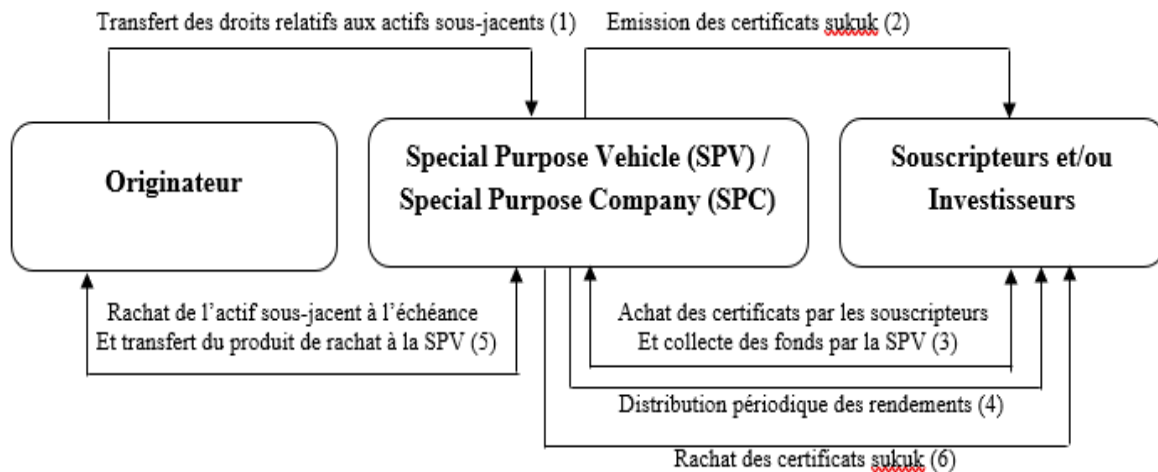 Transfert des droits relatifs aux actifs sous-jacents (1)
Emission des certificats sukuk (2)
Originateur
Special Purpose Vehicle (SPV) /
Special Purpose Company (SPC)
Souscripteurs et/ou
Investisseurs
Rachat de l’actif sous-jacent à l’échéance
Et transfert du produit de rachat à la SPV (5)
Achat des certificats par les souscripteurs
Et collecte des fonds par la SPV (3)
Distribution périodique des rendements (4)
Rachat des certificats sukuk (6)